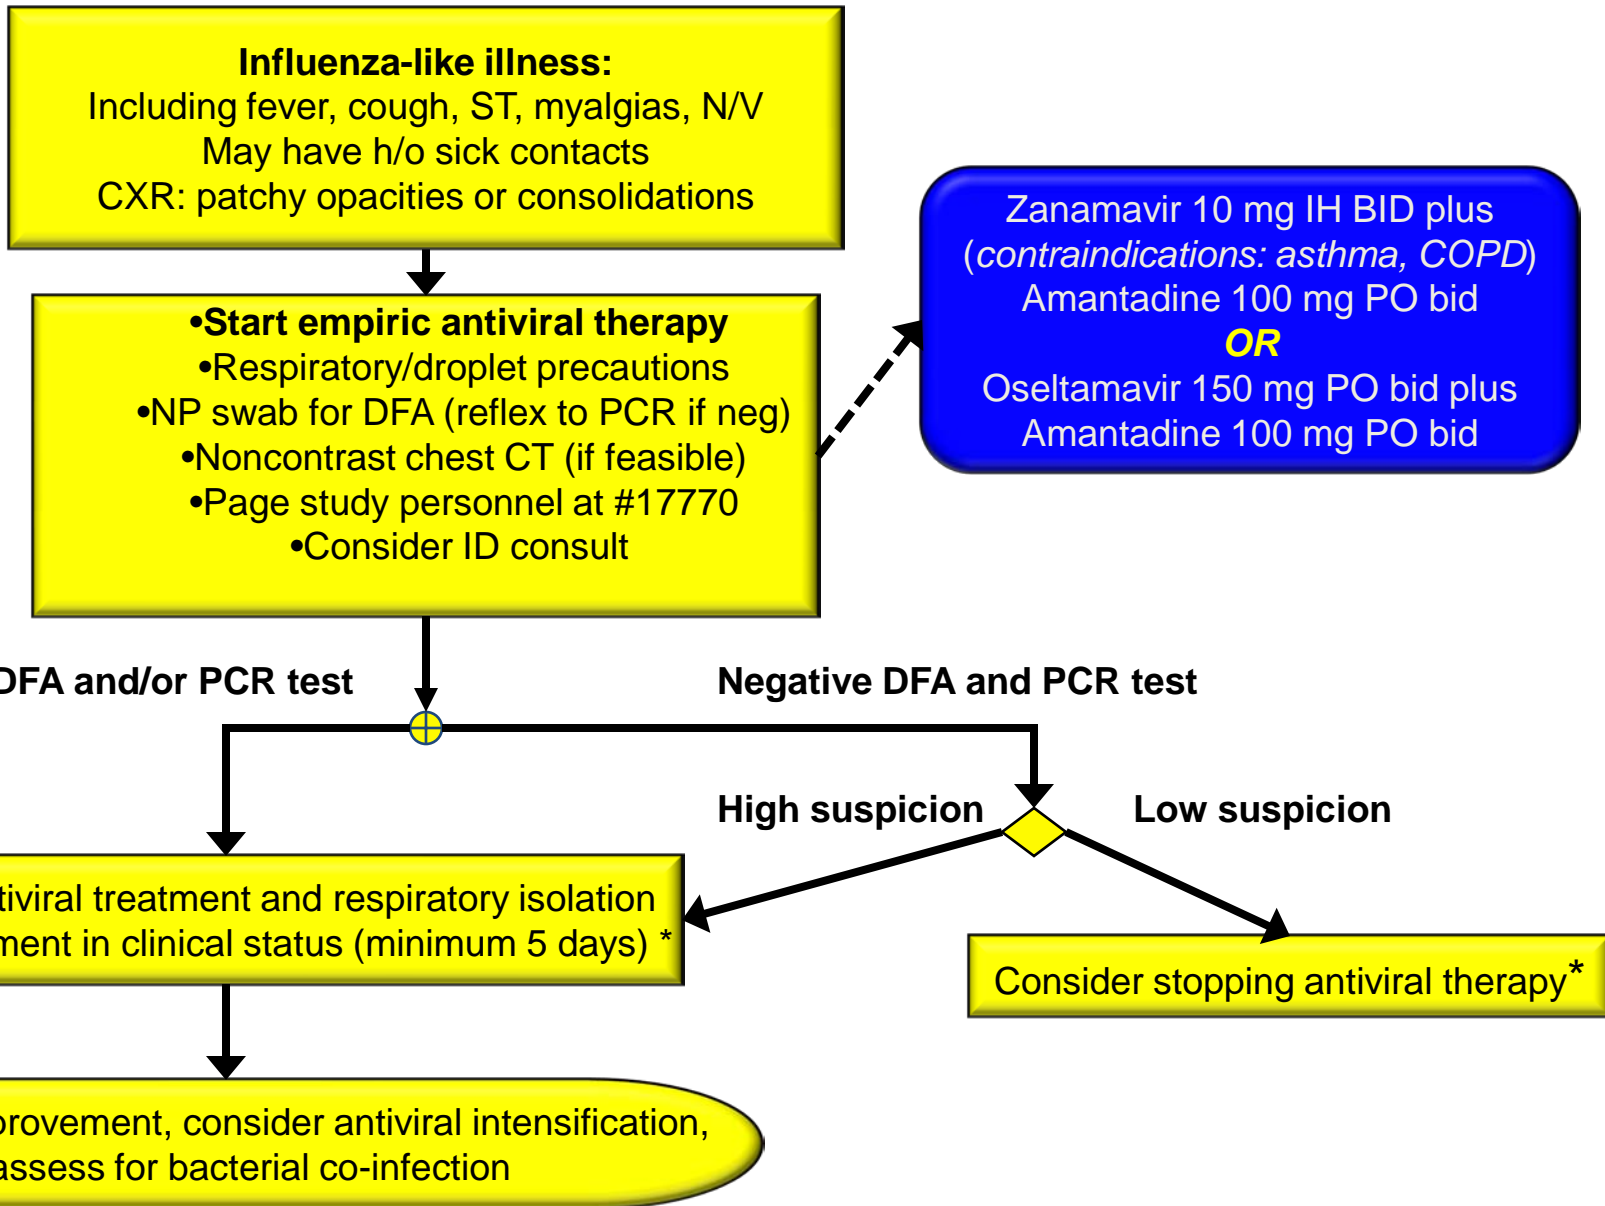 Influenza-like illness:
Including fever, cough, ST, myalgias, N/V
May have h/o sick contacts
CXR: patchy opacities or consolidations
Zanamavir 10 mg IH BID plus
(contraindications: asthma, COPD)
Amantadine 100 mg PO bid
OR
Oseltamavir 150 mg PO bid plus
Amantadine 100 mg PO bid
•Start empiric antiviral therapy
•Respiratory/droplet precautions
•NP swab for DFA (reflex to PCR if neg)
•Noncontrast chest CT (if feasible)
•Page study personnel at #17770
•Consider ID consult
DFA and/or PCR test
Negative DFA and PCR test
High suspicion
Low suspicion
treatment and respiratory isolation
in clinical status (minimum 5 days) *
Consider stopping antiviral therapy*
consider antiviral intensification,
assess for bacterial co-infection